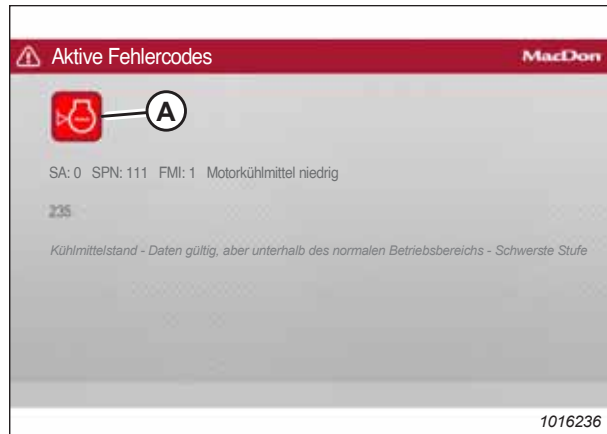 Aktive Fehlercodes MacDon
A
SA: 0 SPN: 111 FMI: 1 Motorkühlmittel niedrig
235
Kühlmittelstand - Daten gültig, aber unterhalb des normalen Betriebsbereichs - Schwerste Stufe
1016236